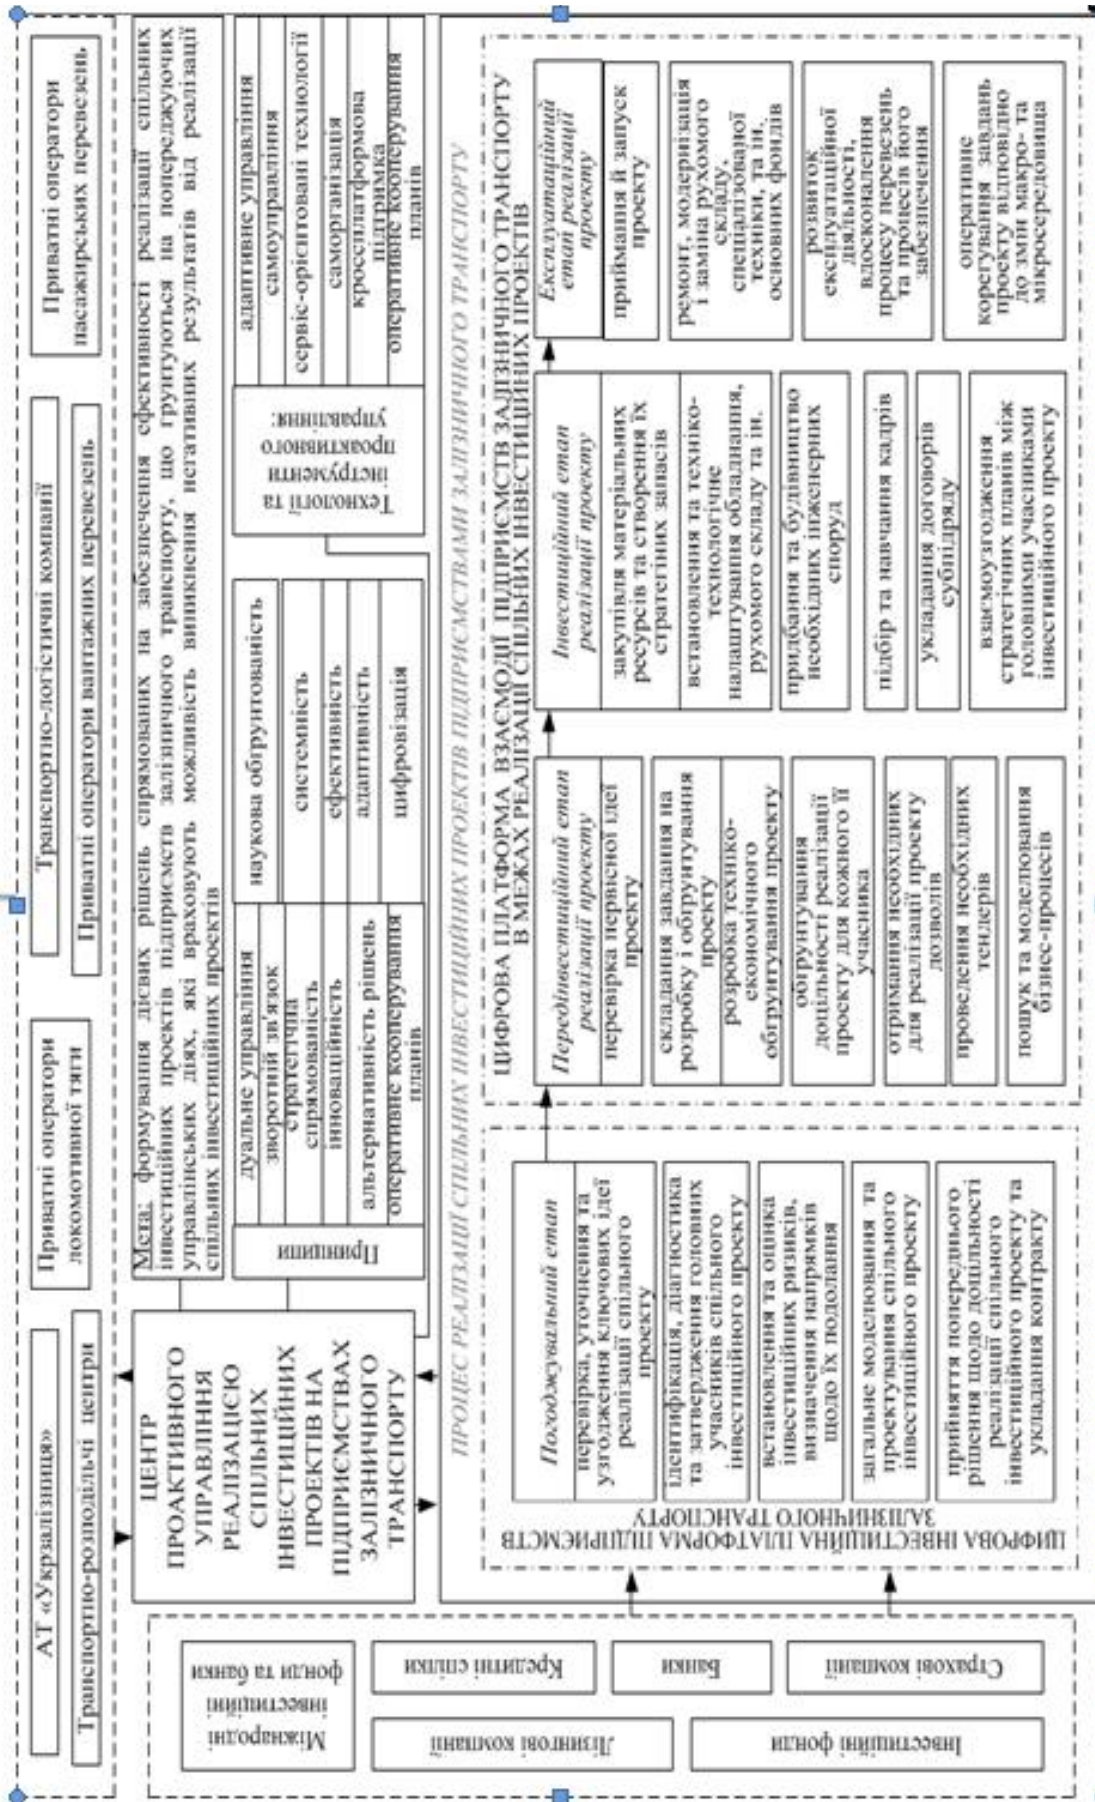 АТ «Укрзалізниця»
Приватні оператори
локомотивної тяги
Транспортно-логістичні компанії
Приватні оператори
пасажирських перевезень
Транспортно-розподільчі центри
Приватні оператори вантажних перевезень
ЦЕНТР
ПРОАКТИВНОГО
УПРАВЛІННЯ
РЕАЛІЗАЦІЄЮ
СПІЛЬНИХ
ІНВЕСТИЦІЙНИХ
ПРОЕКТІВ НА
ПІДПРИЄМСТВАХ
ЗАЛІЗНИЧНОГО
ТРАНСПОРТУ
Мета: формування дієвих рішень спрямованих на забезпечення ефективності реалізації спільних
інвестиційних проектів підприємств залізничного транспорту, що ґрунтуються на попереджуючих
управлінських діях, які враховують можливість виникнення негативних результатів від реалізації
спільних інвестиційних проектів
Принципи
дуальне управління
зворотній зв'язок
стратегічна
спрямованість
інноваційність
альтернативність рішень
оперативне кооперування
планів
наукова обґрунтованість
системність
ефективність
адаптивність
цифровізація
Технології та
інструменти
проактивного
управління:
адаптивне управління
самоуправління
сервіс-орієнтовні технології
саморганізація
кроссплатформова
підтримка
оперативне кооперування
планів
ПРОЦЕС РЕАЛІЗАЦІЇ СПІЛЬНИХ ІНВЕСТИЦІЙНИХ ПРОЕКТІВ ПІДПРИЄМСТВАМИ ЗАЛІЗНИЧНОГО ТРАНСПОРТУ
Міжнародні
інвестиційні
фонди та банки
Лізингові компанії
Кредитні спілки
Інвестиційні фонди
Банки
Страхові компанії
ЦИФРОВА ІНВЕСТИЦІЙНА ПЛАТФОРМА ПІДПРИЄМСТВ
ЗАЛІЗНИЧНОГО ТРАНСПОРТУ
Погоджувальний етап
перевірка, уточнення та
узгодження ключових ідеї
реалізації спільного
проекту
ідентифікація, діагностика
та затвердження головних
учасників спільного
інвестиційного проекту
встановлення та оцінка
інвестиційних ризиків,
визначення напрямків
щодо їх подолання
загальне моделювання та
проектування спільного
інвестиційного проекту
прийняття попереднього
рішення щодо доцільності
реалізації спільного
інвестиційного проекту та
укладання контракту
ЦИФРОВА ПЛАТФОРМА ВЗАЄМОДІЇ ПІДПРИЄМСТВ ЗАЛІЗНИЧНОГО ТРАНСПОРТУ
В МЕЖАХ РЕАЛІЗАЦІЇ СПІЛЬНИХ ІНВЕСТИЦІЙНИХ ПРОЕКТІВ
Передінвестиційний етап
реалізації проекту
перевірка первісної ідеї
проекту
складання завдання на
розробку і обґрунтування
проекту
розробка техніко-
економічного
обґрунтування проекту
обґрунтування
доцільності реалізації
проекту для кожного її
учасника
отримання необхідних
для реалізації проекту
дозволів
проведення необхідних
тендерів
пошук та моделювання
бізнес-процесів
Інвестиційний етап
реалізації проекту
закупівля матеріальних
ресурсів та створення їх
стратегічних запасів
встановлення та техніко-
технологічне
налаштування обладнання,
рухомого складу та ін.
придбання та будівництво
необхідних інженерних
споруд
підбір та навчання кадрів
укладання договорів
субпідряду
взаємоузгодження
стратегічних планів між
головними учасниками
інвестиційного проекту
Експлуатаційний
етап реалізації
проекту
приймання й запуск
проекту
ремонт, модернізація
і заміна рухомого
складу,
спеціалізованої
техніки, та ін.
основних фондів
розвиток
експлуатаційної
діяльності,
вдосконалення
процесу перевезень
та процесів його
забезпечення
оперативне
корегування завдань
проекту відповідно
до змін макро- та
мікросередовища